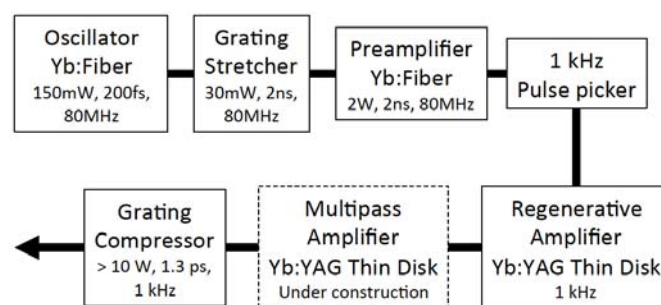 Oscillator
Yb:Fiber
150mW, 200fs,
80MHz
Grating
Stretcher
30mW, 2ns,
80MHz
Preamplifier
Yb:Fiber
2W, 2ns, 80MHz
1 kHz
Pulse picker
Regenerative
Amplifier
Yb:YAG Thin Disk
1 kHz
Multipass
Amplifier
Yb:YAG Thin Disk
Under construction
Grating
Compressor
> 10 W, 1.3 ps,
1 kHz